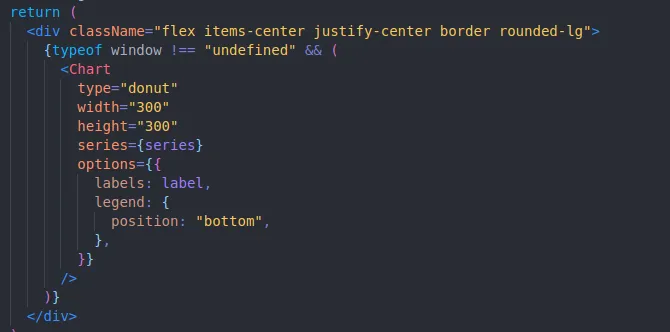 return (
<div className="flex items-center justify-center border rounded-lg">
{typeof window !== "undefined" && (
<Chart
type="donut"
width="300"
height="300"
series={series}
options={{
labels: label,
legend: {
position: "bottom",
},
}}
/>
)}
</div>